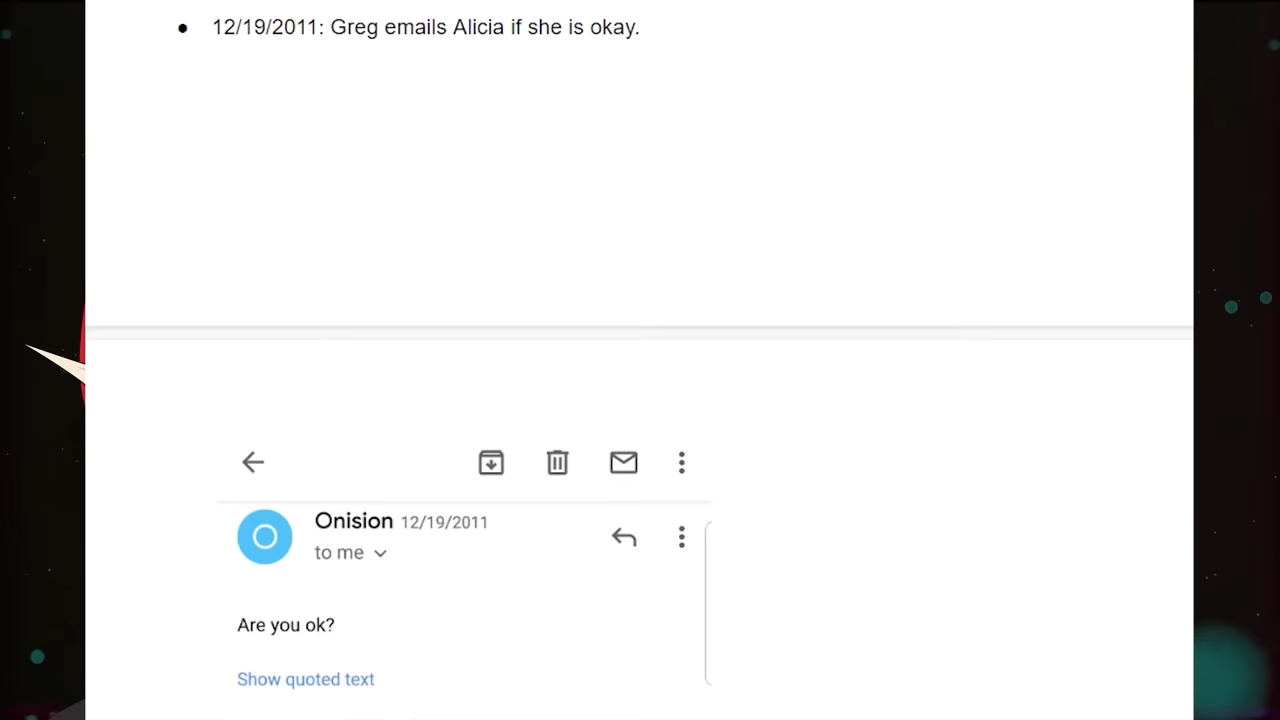 ● 12/19/2011: Greg emails Alicia if she is okay.
Onision 12/19/2011
to me
Are you ok?
Show quoted text